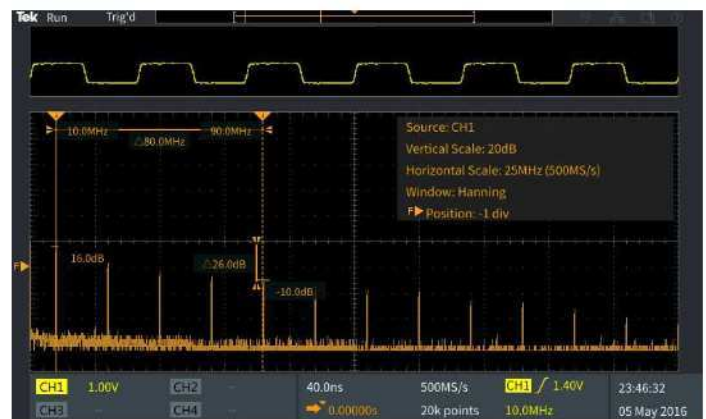 Tek Run Trig'd
10.0MHz 90.0MHz
△80.0MHz
Source: CH1
Vertical Scale: 20dB
Horizontal Scale: 25MHz (500MS/s)
Window: Hanning
F Position: -1 div
F
16.0dB
△26.0dB
-10.0dB
CH1 1.00V CH2 -- 40.0ns 500MS/s CH1 / 1.40V 23:46:32
CH3 -- CH4 -- 0.00000s 20k points 10.0MHz 05 May 2016